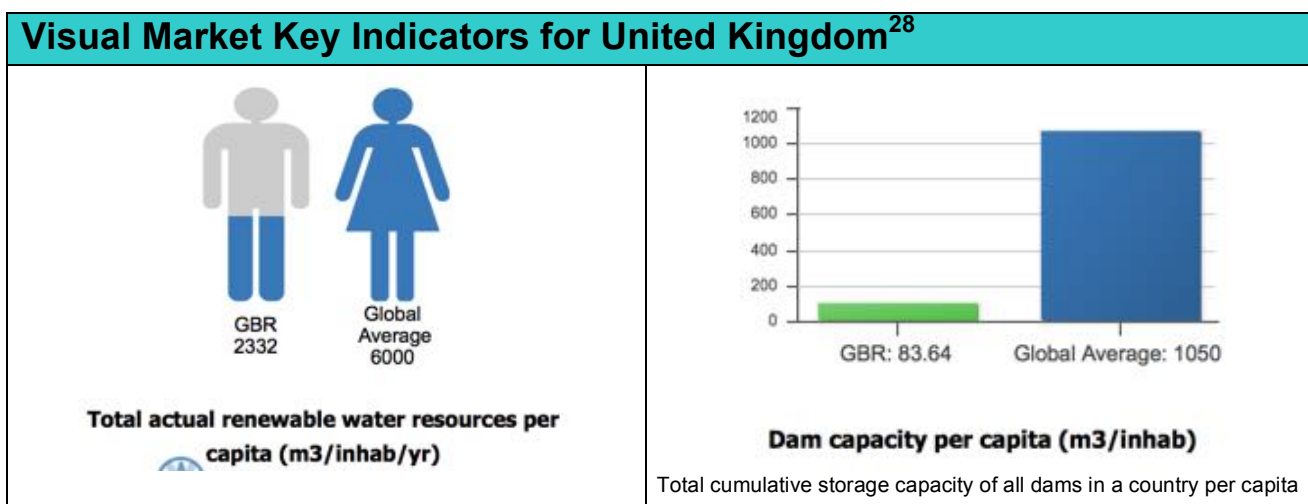 Visual Market Key Indicators for United Kingdom28
GBR
2332
Global
Average
6000
Total actual renewable water resources per
capita (m3/inhab/yr)
1200
1000
800
600
400
200
0
GBR: 83.64
Global Average: 1050
Dam capacity per capita (m3/inhab)
Total cumulative storage capacity of all dams in a country per capita